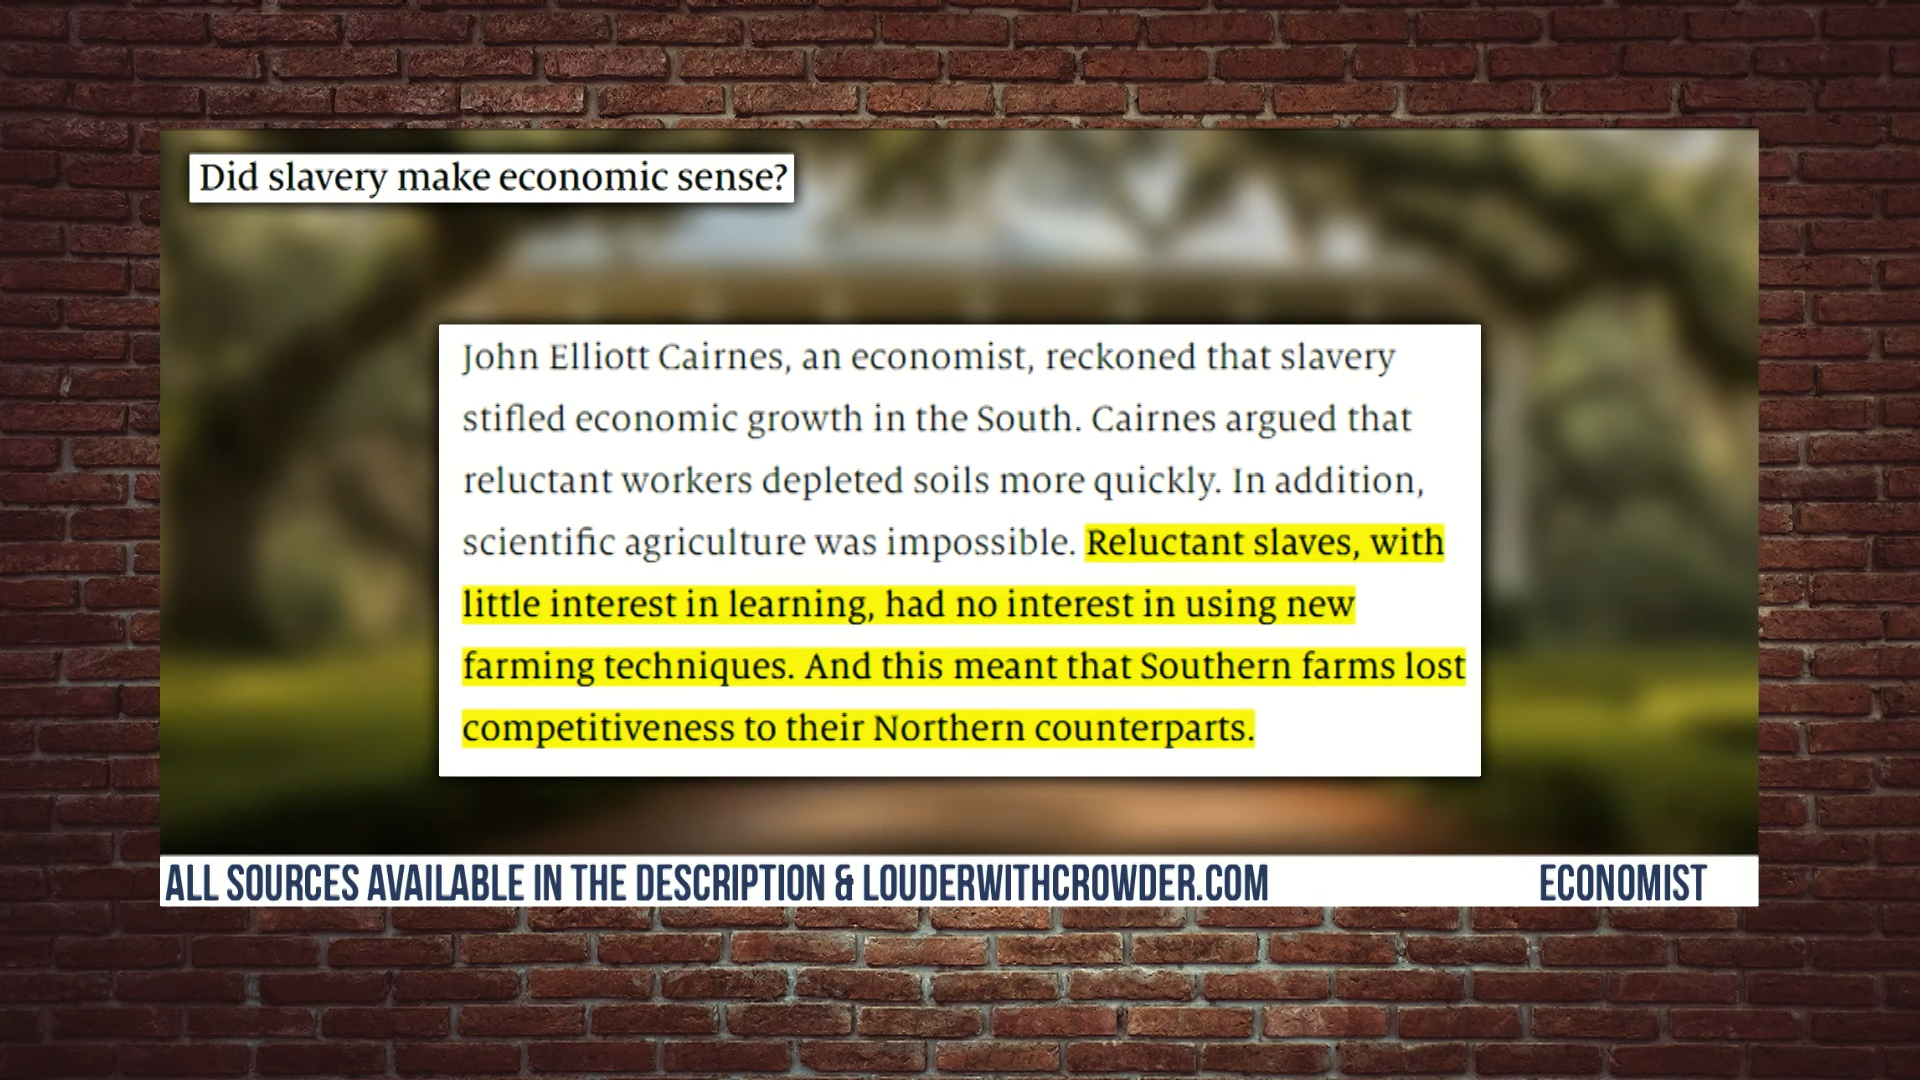 Did slavery make economic sense?
John Elliott Cairnes, an economist, reckoned that slavery
stifled economic growth in the South. Cairnes argued that
reluctant workers depleted soils more quickly. In addition,
scientific agriculture was impossible. Reluctant slaves, with
little interest in learning, had no interest in using new
farming techniques. And this meant that Southern farms lost
competitiveness to their Northern counterparts.
ALL SOURCES AVAILABLE IN THE DESCRIPTION & LOUDERWITHCROWDER.COM
ECONOMIST